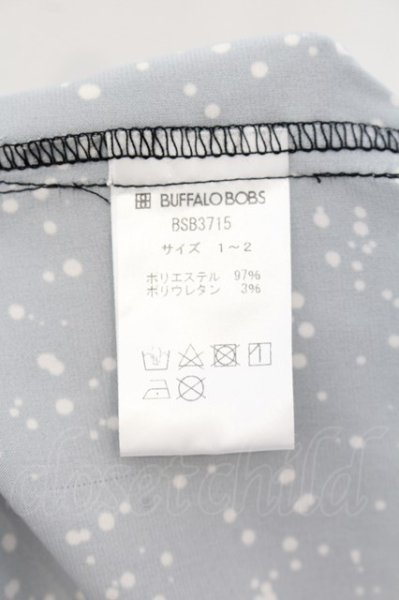 BUFFALO BOBS
BSB3715
サイズ 1～2
ポリエステル 97%
ポリウレタン 3%
closetchild